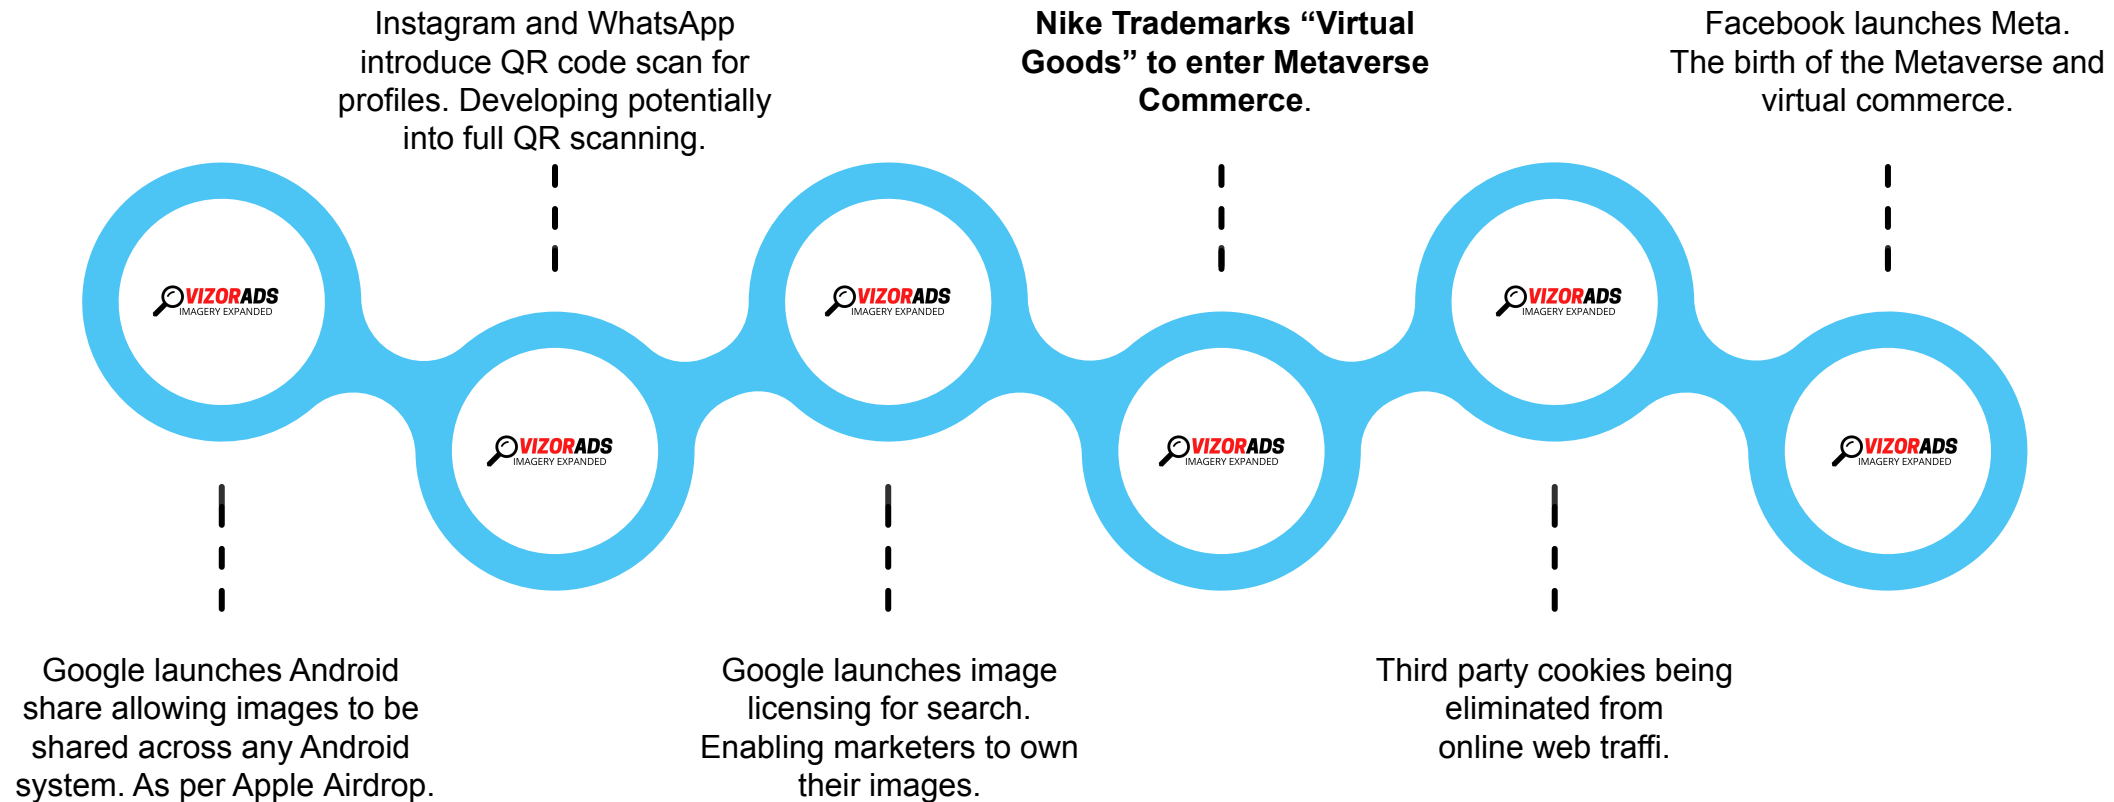 Instagram and WhatsApp
introduce QR code scan for
profiles. Developing potentially
into full QR scanning.
Nike Trademarks “Virtual
Goods” to enter Metaverse
Commerce.
Facebook launches Meta.
The birth of the Metaverse and
virtual commerce.
VIZORADS
IMAGERY EXPANDED
VIZORADS
IMAGERY EXPANDED
VIZORADS
IMAGERY EXPANDED
VIZORADS
IMAGERY EXPANDED
VIZORADS
IMAGERY EXPANDED
VIZORADS
IMAGERY EXPANDED
Google launches Android
share allowing images to be
shared across any Android
system. As per Apple Airdrop.
Google launches image
licensing for search.
Enabling marketers to own
their images.
Third party cookies being
eliminated from
online web traffi.